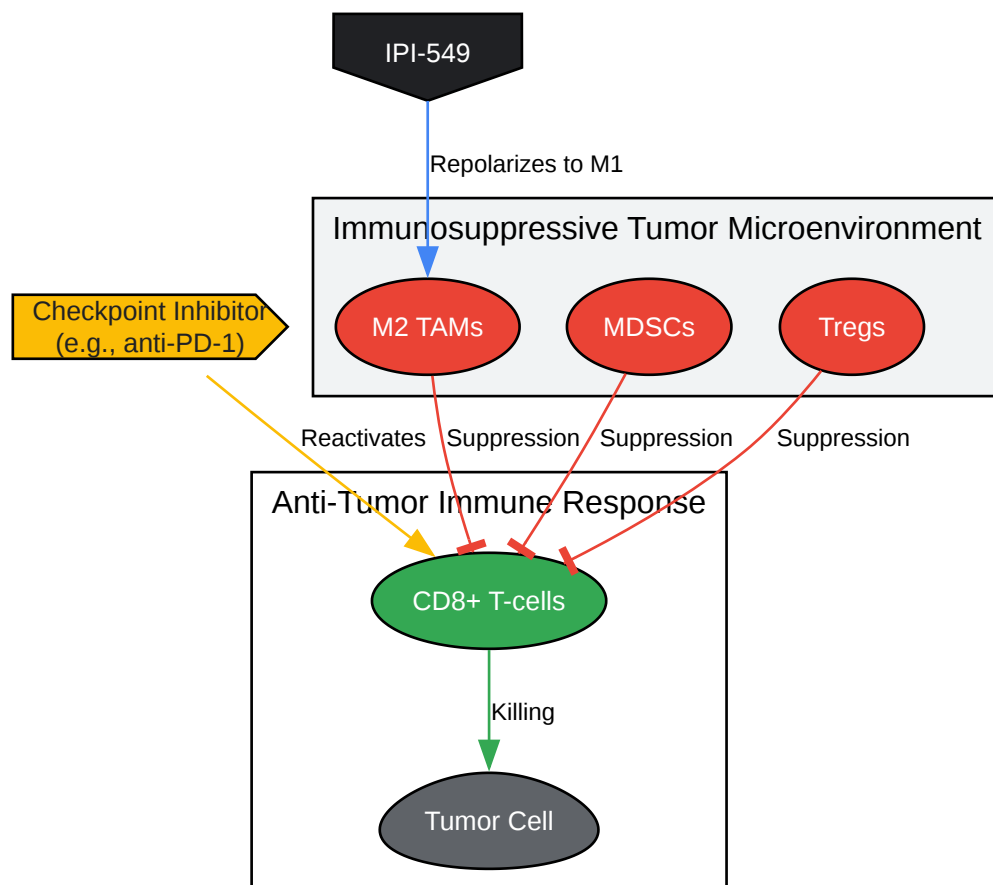 IPI-549
Repolarizes to M1
Immunosuppressive Tumor Microenvironment
Checkpoint Inhibitor
(e.g., anti-PD-1)
M2 TAMs
MDSCs
Tregs
Reactivates
Suppression
Suppression
Suppression
Anti-Tumor Immune Response
CD8+ T-cells
Killing
Tumor Cell